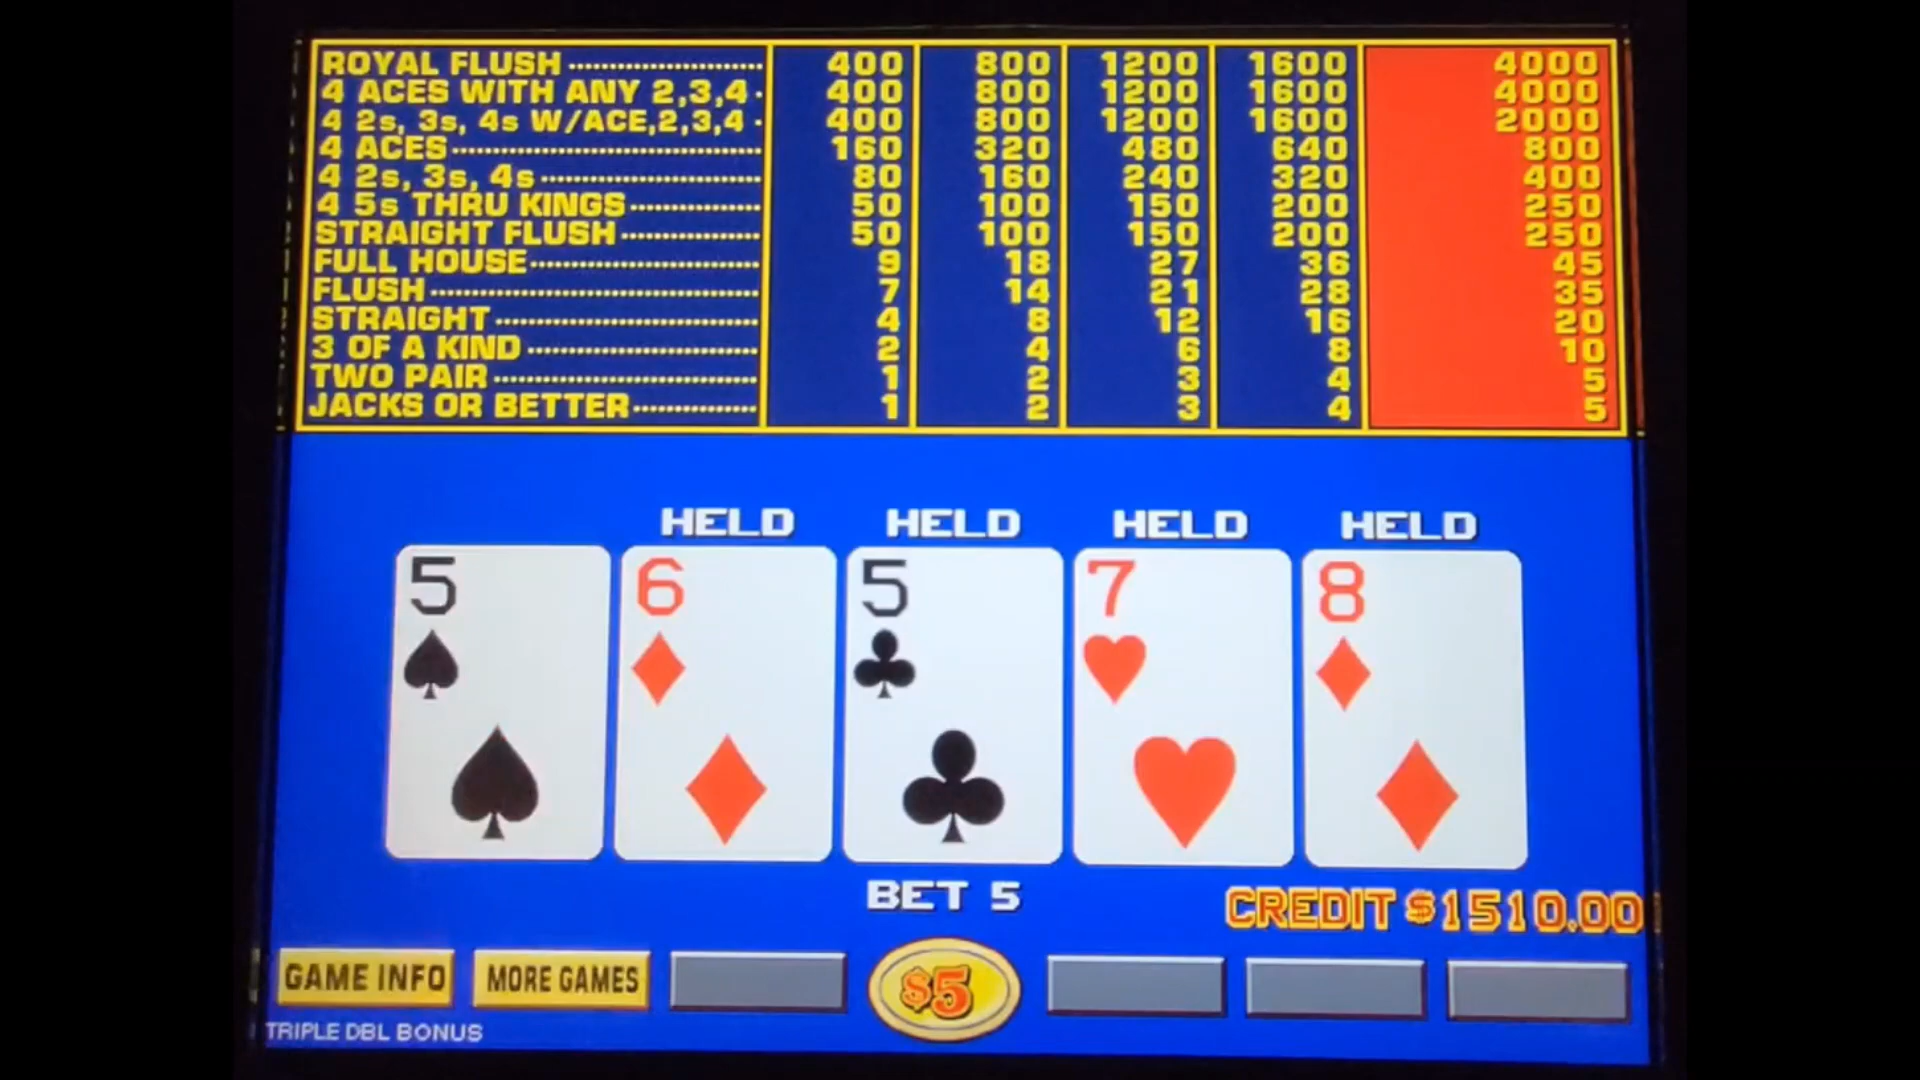 ROYAL FLUSH 400 800 1200 1600 4000
4 ACES WITH ANY 2,3,4 400 800 1200 1600 4000
4 2s, 3s, 4s W/ACE,2,3,4 400 800 1200 1600 2000
4 ACES 160 320 480 640 800
4 2s, 3s, 4s 80 160 240 320 400
4 5s THRU KINGS 50 100 150 200 250
STRAIGHT FLUSH 50 100 150 200 250
FULL HOUSE 9 18 27 36 45
FLUSH 7 14 21 28 35
STRAIGHT 4 8 12 16 20
3 OF A KIND 2 4 6 8 10
TWO PAIR 1 2 3 4 5
JACKS OR BETTER 1 2 3 4 5
HELD HELD HELD HELD
5 6 5 7 8
BET 5
CREDIT $1510.00
GAME INFO MORE GAMES $5
TRIPLE DBL BONUS